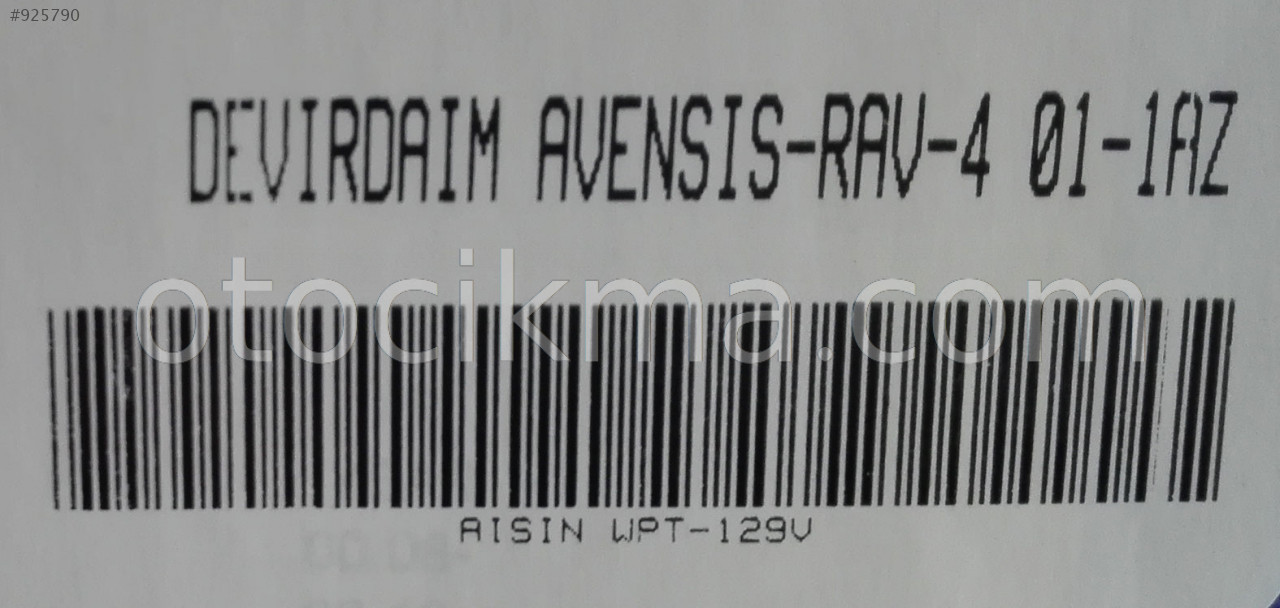 #925790
DEVIRDAIM AVENSIS-RAV-4 01-1AZ
otocikma.com
AISIN WPT-129V